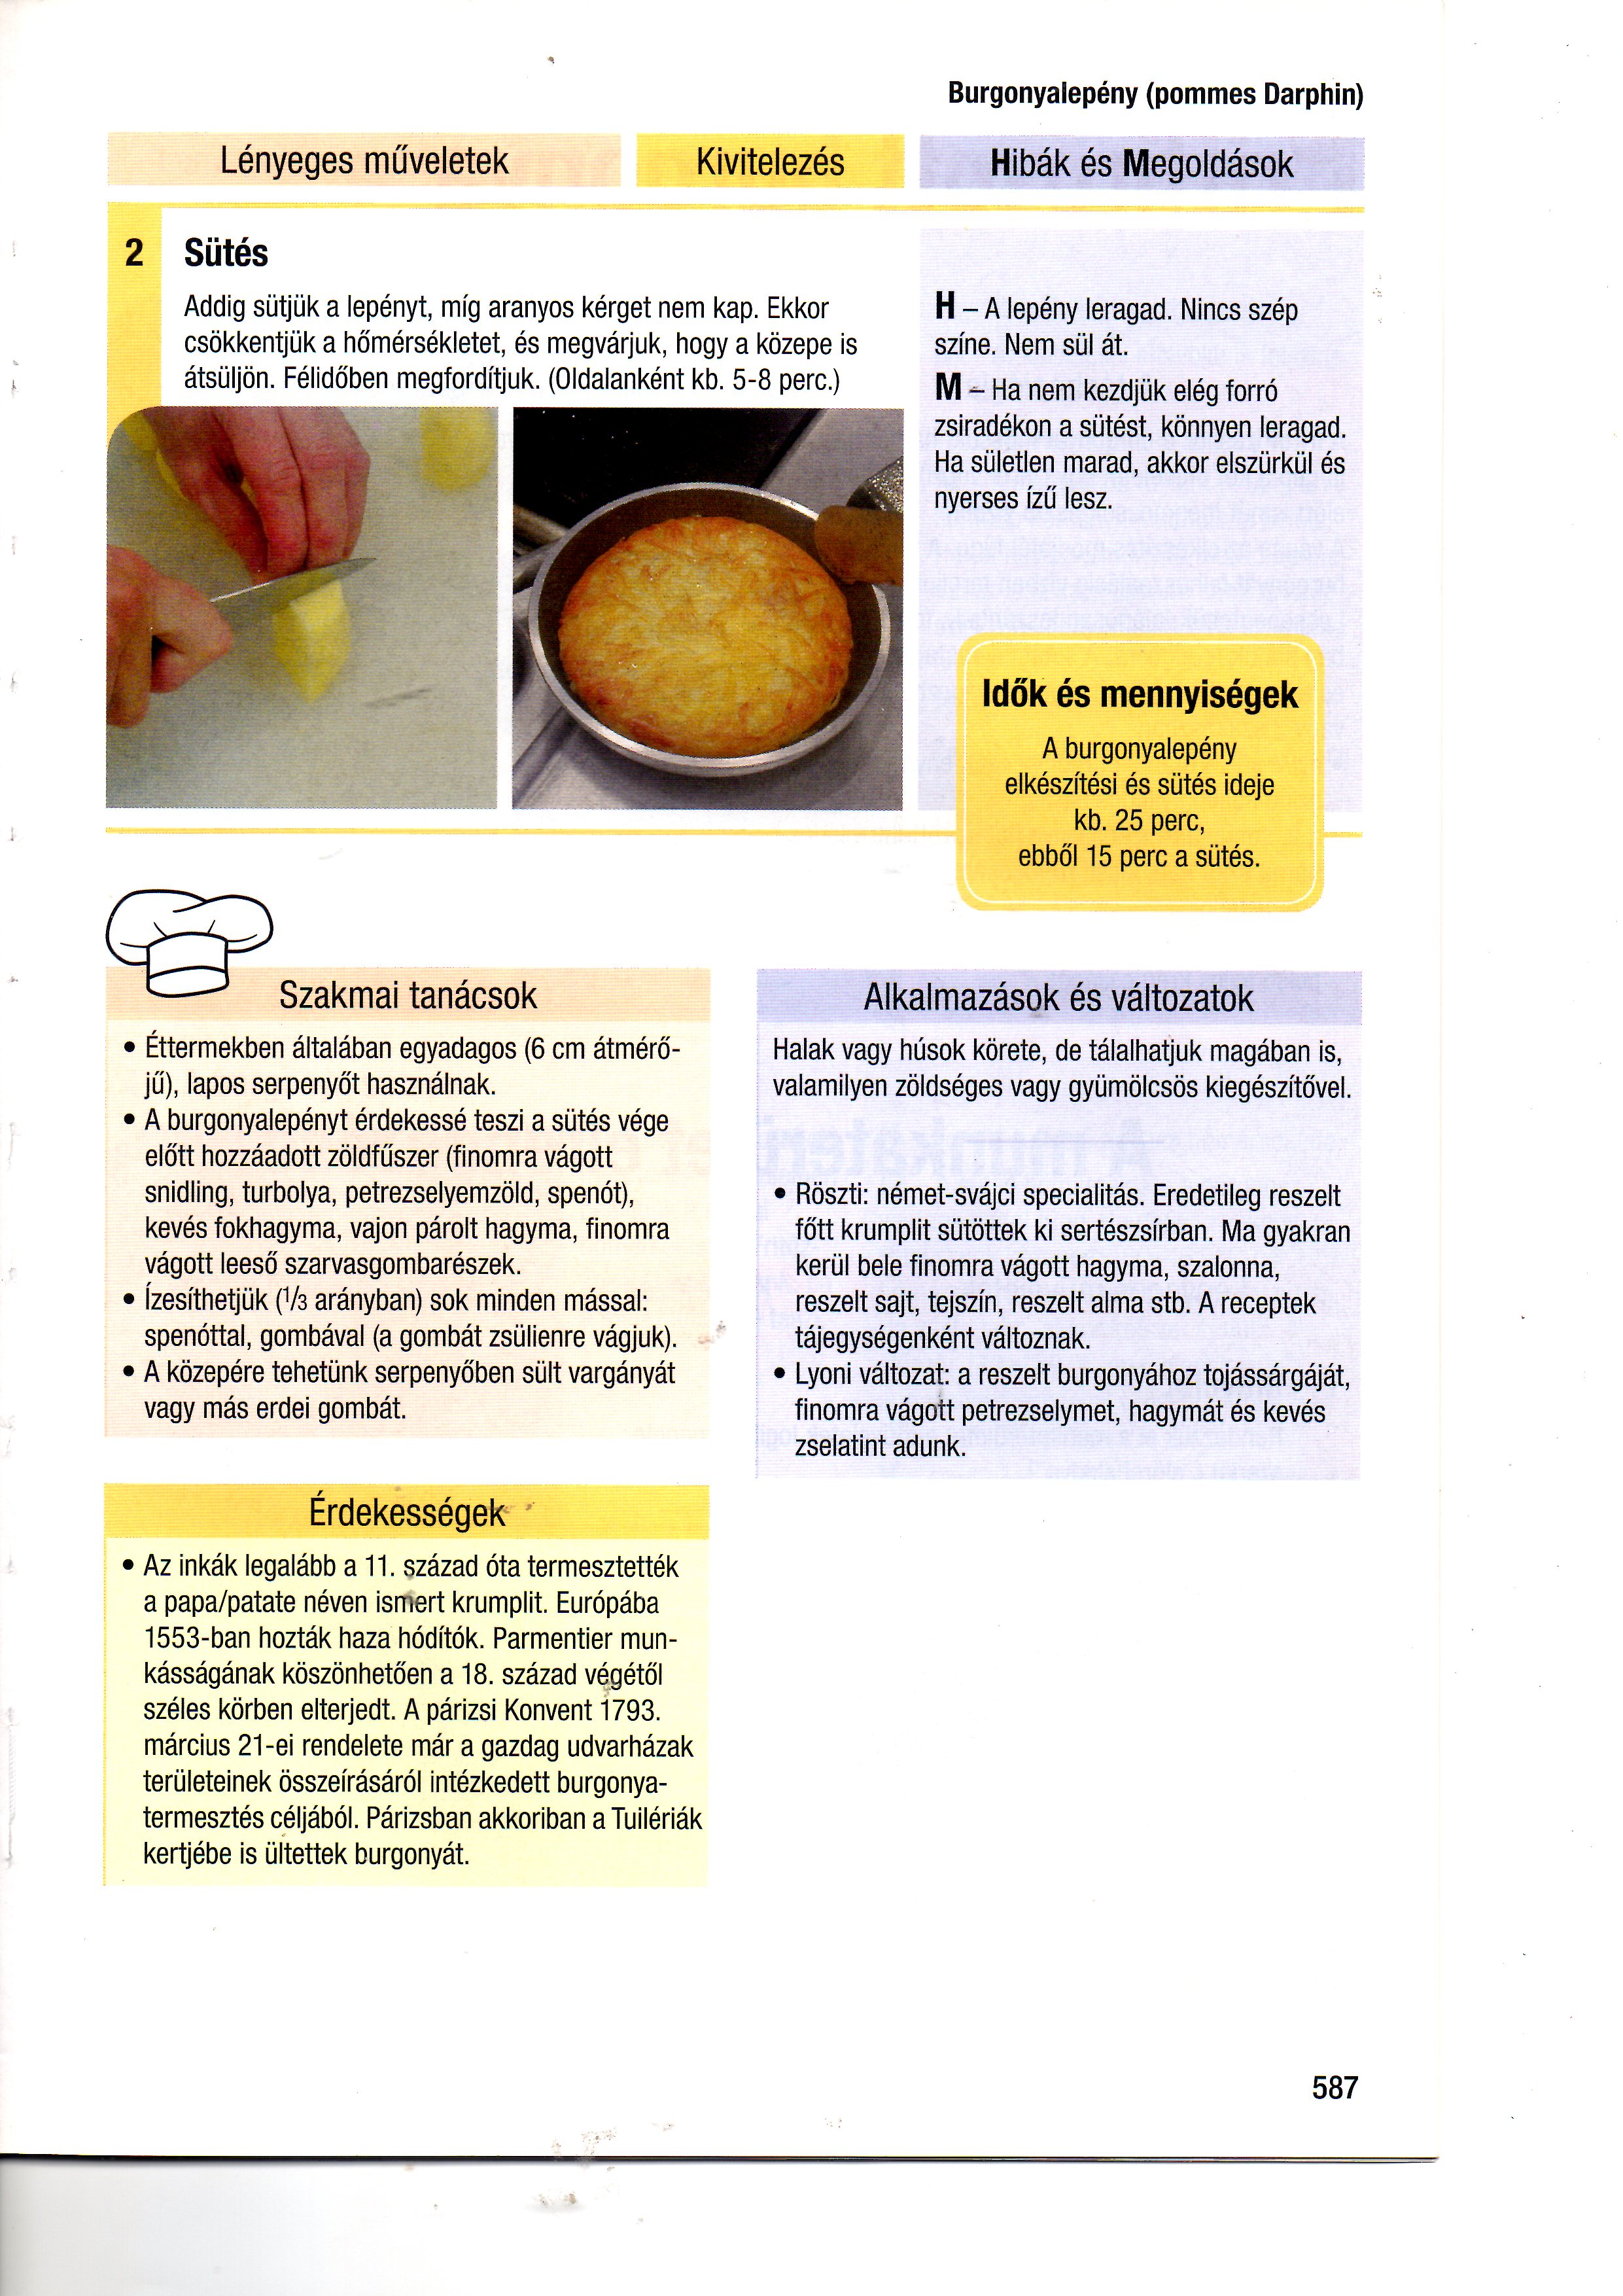 Burgonyalepény (pommes Darphin)
Lényeges műveletek
Kivitelezés
Hibák és Megoldások
2 Sütés
Addig sütjük a lepényt, míg aranyos kérget nem kap. Ekkor
csökkentjük a hőmérsékletet, és megvárjuk, hogy a közepe is
átsüljön. Félidőben megfordítjuk. (Oldalanként kb. 5-8 perc.)
H – A lepény leragad. Nincs szép
színe. Nem sül át.
M – Ha nem kezdjük elég forró
zsiradékon a sütést, könnyen leragad.
Ha sületlen marad, akkor elszürkül és
nyerses ízű lesz.
Idők és mennyiségek
A burgonyalepény
elkészítési és sütés ideje
kb. 25 perc,
ebből 15 perc a sütés.
Szakmai tanácsok
• Éttermekben általában egyadagos (6 cm átmérő-
jű), lapos serpenyőt használnak.
• A burgonyalepényt érdekessé teszi a sütés vége
előtt hozzáadott zöldfűszer (finomra vágott
snidling, turbolya, petrezselyemzöld, spenót),
kevés fokhagyma, vajon párolt hagyma, finomra
vágott leeső szarvasgombarészek.
• Ízesíthetjük (1/3 arányban) sok minden mással:
spenóttal, gombával (a gombát zsülienre vágjuk).
• A közepére tehetünk serpenyőben sült vargányát
vagy más erdei gombát.
Alkalmazások és változatok
Halak vagy húsok körete, de tálalhatjuk magában is,
valamilyen zöldséges vagy gyümölcsös kiegészítővel.
• Röszti: német-svájci specialitás. Eredetileg reszelt
főtt krumplit sütöttek ki sertészsírban. Ma gyakran
kerül bele finomra vágott hagyma, szalonna,
reszelt sajt, tejszín, reszelt alma stb. A receptek
tájegységenként változnak.
• Lyoni változat: a reszelt burgonyához tojássárgáját,
finomra vágott petrezselymet, hagymát és kevés
zselatint adunk.
Érdekességek
• Az inkák legalább a 11. század óta termesztették
a papa/patate néven ismert krumplit. Európába
1553-ban hozták haza hódítók. Parmentier mun-
kásságának köszönhetően a 18. század végétől
széles körben elterjedt. A párizsi Konvent 1793.
március 21-ei rendelete már a gazdag udvarházak
területeinek összeírásáról intézkedett burgonya-
termesztés céljából. Párizsban akkoriban a Tuilériák
kertjébe is ültettek burgonyát.
587